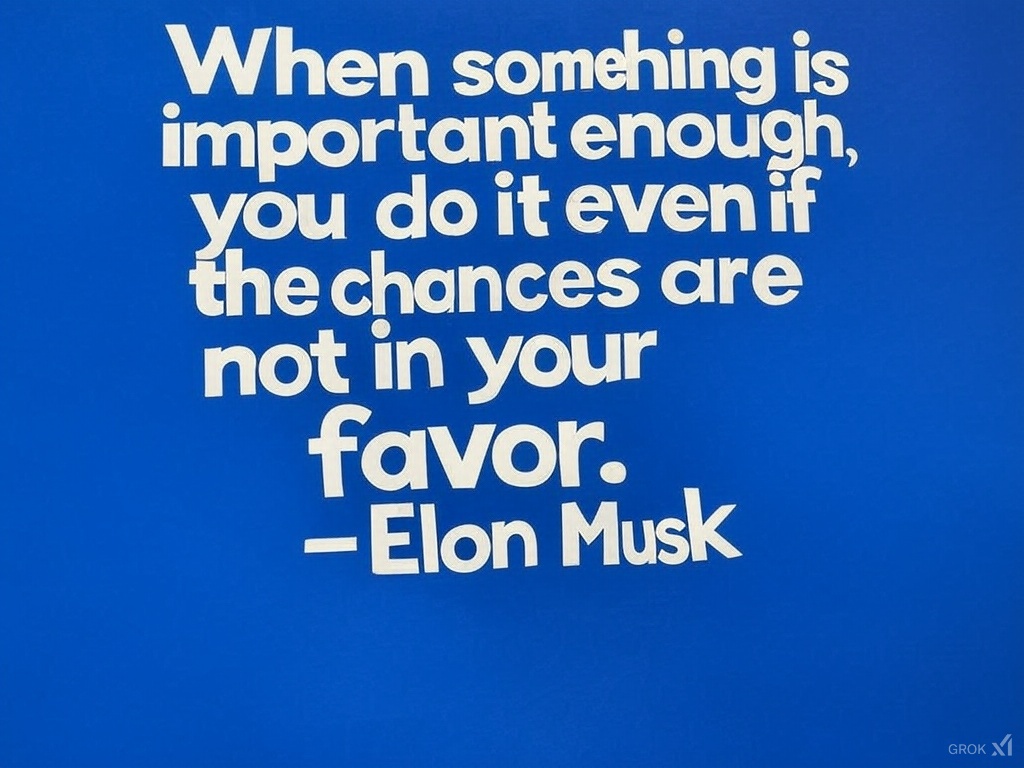 When somehing is
important enough,
you do it even if
the chances are
not in your
favor.
—Elon Musk
GROK